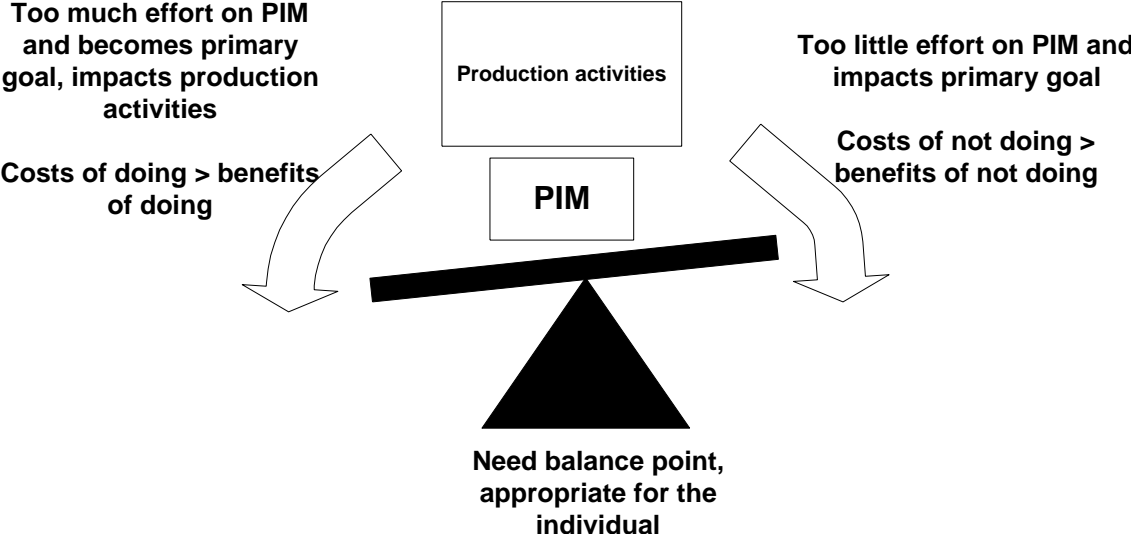 Too much effort on PIM
and becomes primary
goal, impacts production
activities
Costs of doing > benefits
of doing
Production activities
PIM
Too little effort on PIM and
impacts primary goal
Costs of not doing >
benefits of not doing
Need balance point,
appropriate for the
individual